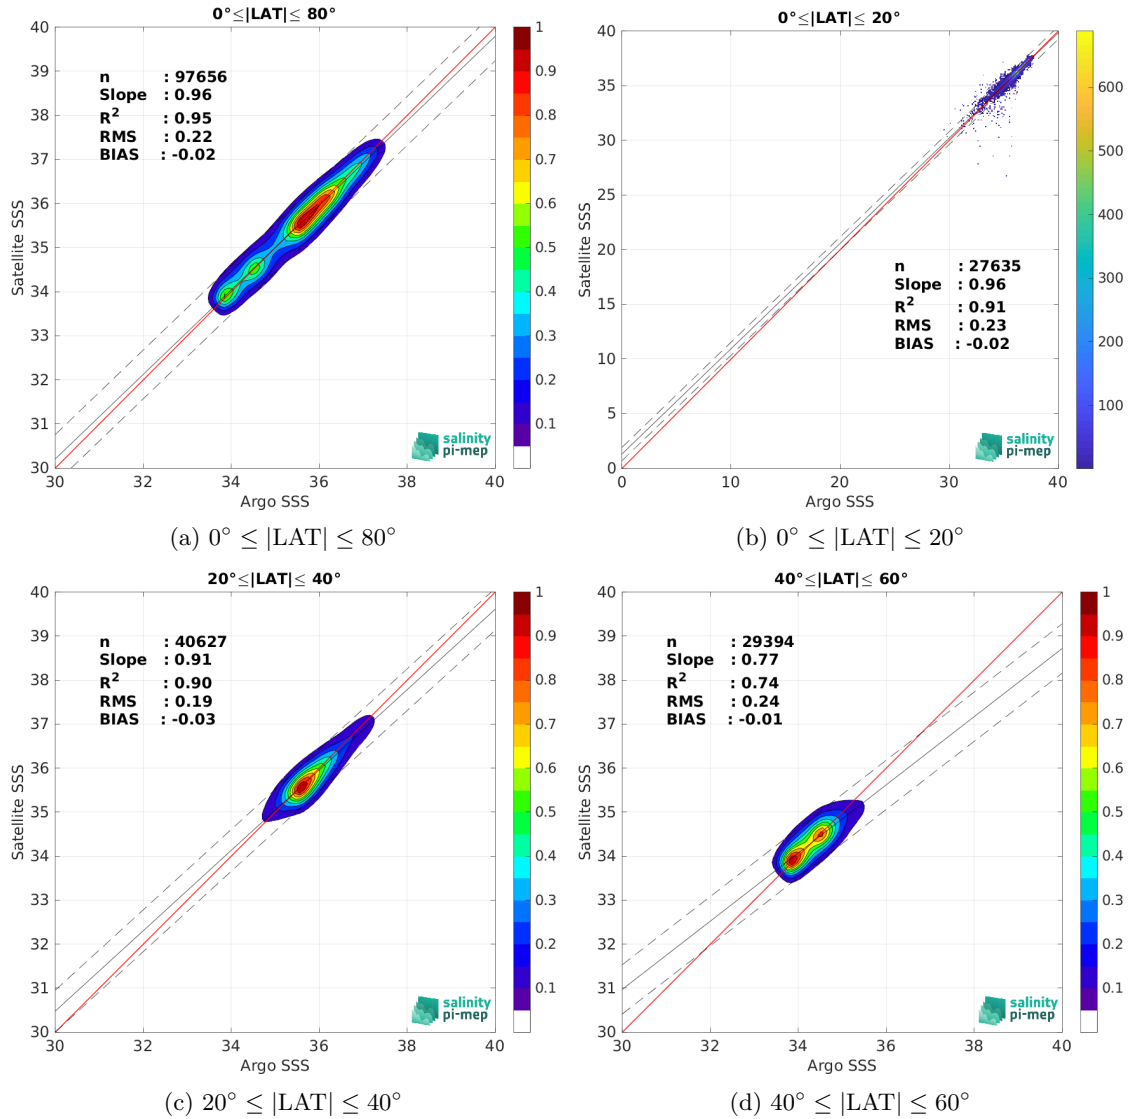 0°≤|LAT|≤ 80°
n : 97656
Slope : 0.96
R² : 0.95
RMS : 0.22
BIAS : -0.02
40
39
38
37
36
35
34
33
32
31
30
Satellite SSS
30 32 34 36 38 40
Argo SSS
1
0.9
0.8
0.7
0.6
0.5
0.4
0.3
0.2
0.1
salinity
pi-mep
(a) 0° ≤ |LAT| ≤ 80°
0°≤|LAT|≤ 20°
40
35
30
25
20
15
10
5
0
Satellite SSS
n : 27635
Slope : 0.96
R² : 0.91
RMS : 0.23
BIAS : -0.02
0 10 20 30 40
Argo SSS
600
500
400
300
200
100
salinity
pi-mep
(b) 0° ≤ |LAT| ≤ 20°
20°≤|LAT|≤ 40°
n : 40627
Slope : 0.91
R² : 0.90
RMS : 0.19
BIAS : -0.03
40
39
38
37
36
35
34
33
32
31
30
Satellite SSS
30 32 34 36 38 40
Argo SSS
1
0.9
0.8
0.7
0.6
0.5
0.4
0.3
0.2
0.1
salinity
pi-mep
(c) 20° ≤ |LAT| ≤ 40°
40°≤|LAT|≤ 60°
n : 29394
Slope : 0.77
R² : 0.74
RMS : 0.24
BIAS : -0.01
40
39
38
37
36
35
34
33
32
31
30
Satellite SSS
30 32 34 36 38 40
Argo SSS
1
0.9
0.8
0.7
0.6
0.5
0.4
0.3
0.2
0.1
salinity
pi-mep
(d) 40° ≤ |LAT| ≤ 60°